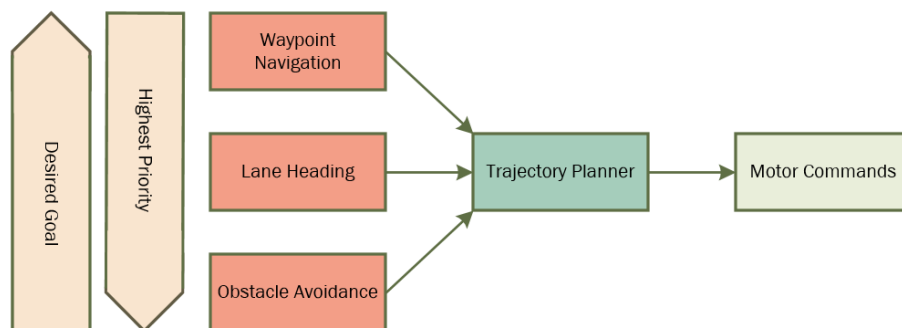 Desired Goal
Highest Priority
Waypoint
Navigation
Lane Heading
Obstacle Avoidance
Trajectory Planner
Motor Commands